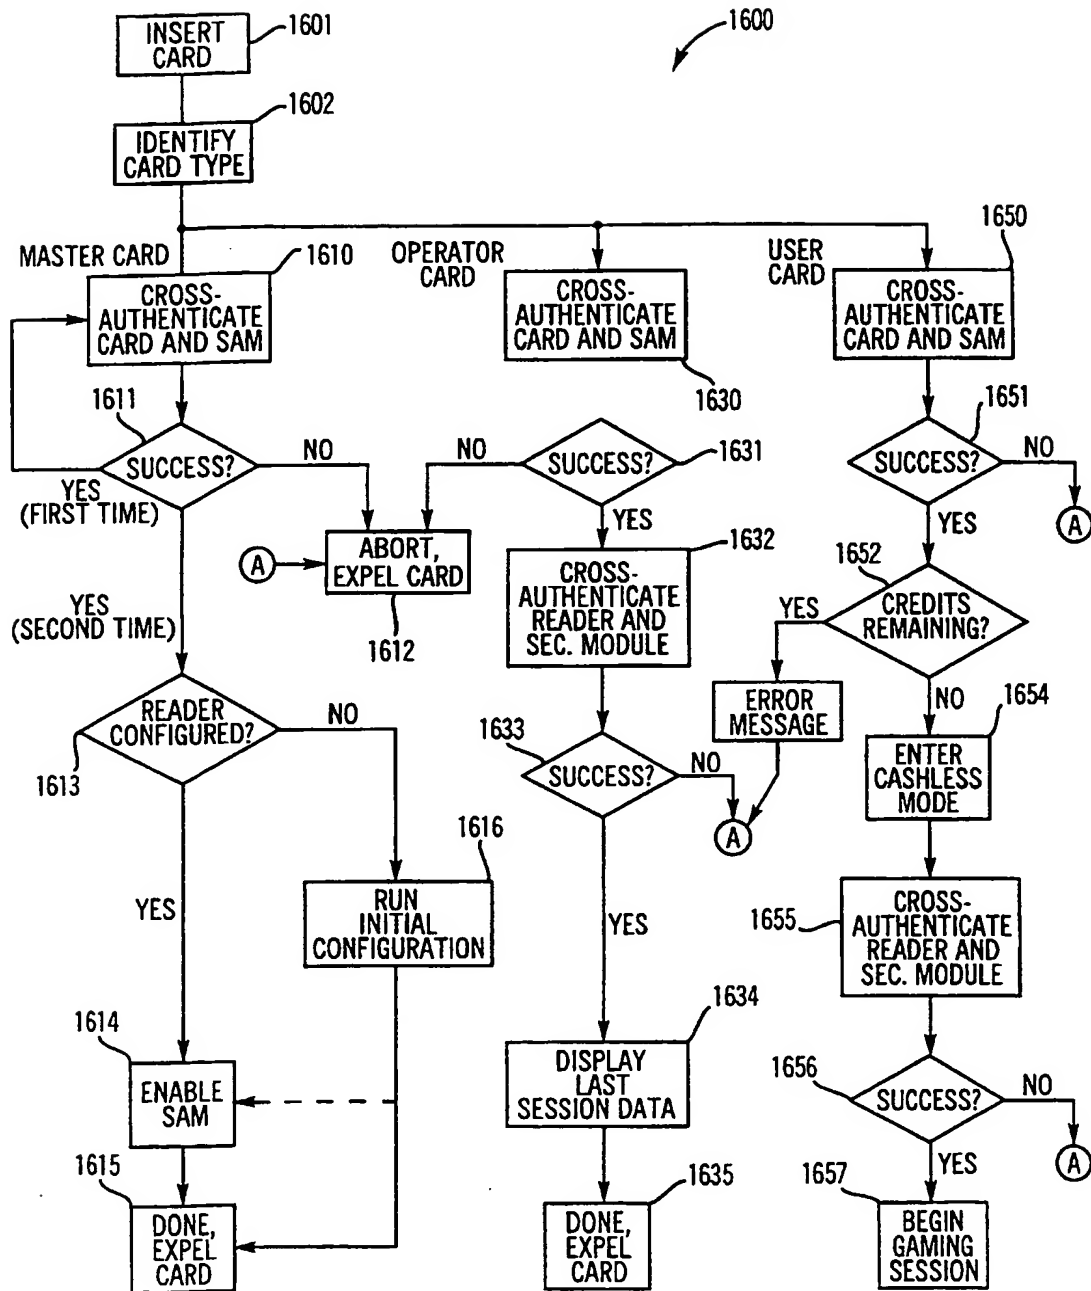 1600
INSERT
CARD
1601
IDENTIFY
CARD TYPE
1602
MASTER CARD
1610
CROSS-
AUTHENTICATE
CARD AND SAM
OPERATOR
CARD
CROSS-
AUTHENTICATE
CARD AND SAM
1630
USER
CARD
1650
CROSS-
AUTHENTICATE
CARD AND SAM
1611
SUCCESS?
NO
YES
(FIRST TIME)
YES
(SECOND TIME)
A
ABORT,
EXPEL CARD
1612
NO
SUCCESS?
1631
YES
1632
CROSS-
AUTHENTICATE
READER AND
SEC. MODULE
1651
SUCCESS?
NO
A
YES
1652
CREDITS
REMAINING?
YES
ERROR
MESSAGE
NO
1654
ENTER
CASHLESS
MODE
READER
CONFIGURED?
1613
NO
YES
1616
RUN
INITIAL
CONFIGURATION
1633
SUCCESS?
NO
A
YES
1655
CROSS-
AUTHENTICATE
READER AND
SEC. MODULE
1614
ENABLE
SAM
1634
DISPLAY
LAST
SESSION DATA
1656
SUCCESS?
NO
A
YES
1615
DONE,
EXPEL
CARD
1635
DONE,
EXPEL
CARD
1657
BEGIN
GAMING
SESSION